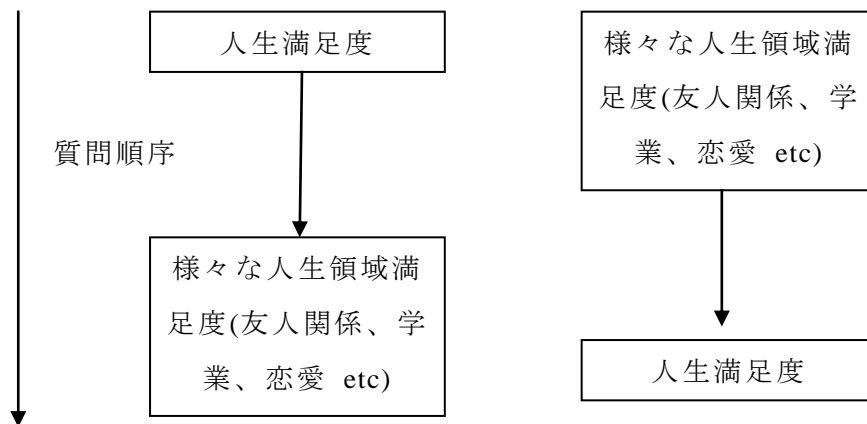 人生満足度
質問順序
様々な人生領域満
足度(友人関係、学
業、恋愛 etc)
様々な人生領域満
足度(友人関係、学
業、恋愛 etc)
人生満足度